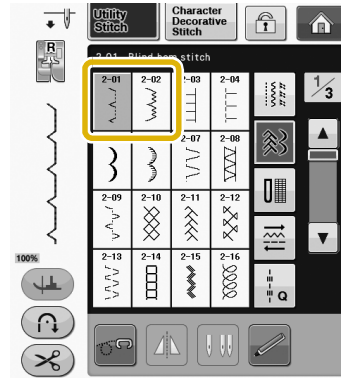 Utility
Stitch
Character
Decorative
Stitch
R
2-01 Blind hem stitch
2-01
2-02
-03
2-04
1/3
2-07
2-08
2-09
2-10
2-11
2-12
2-13
2-14
2-15
2-16
100%
Q